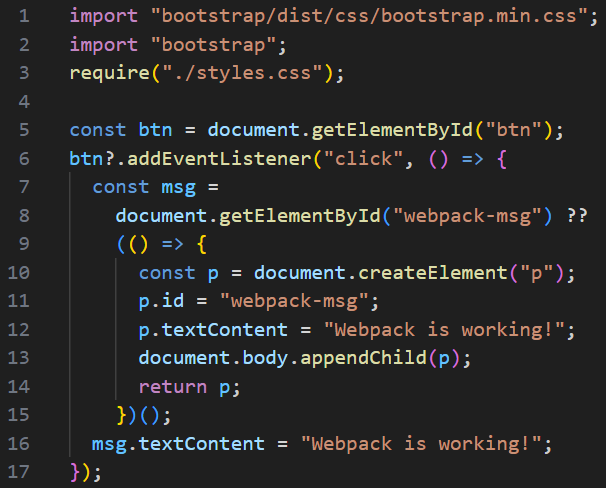 1 import "bootstrap/dist/css/bootstrap.min.css";
2 import "bootstrap";
3 require("./styles.css");
4
5 const btn = document.getElementById("btn");
6 btn?.addEventListener("click", () => {
7   const msg =
8     document.getElementById("webpack-msg") ??
9     (() => {
10       const p = document.createElement("p");
11       p.id = "webpack-msg";
12       p.textContent = "Webpack is working!";
13       document.body.appendChild(p);
14       return p;
15     })();
16   msg.textContent = "Webpack is working!";
17 });